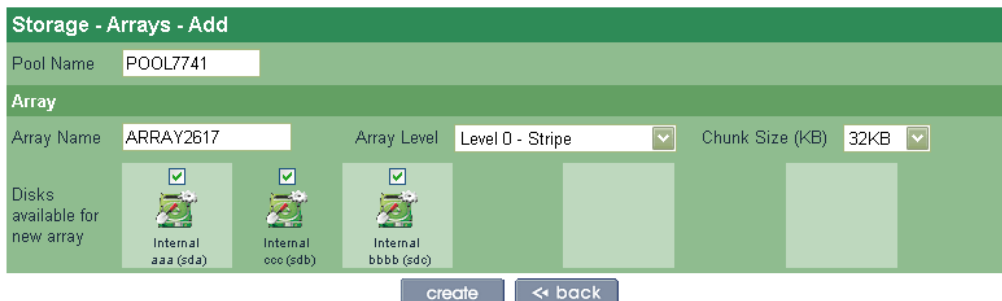 Storage - Arrays - Add
Pool Name POOL7741
Array
Array Name ARRAY2617 Array Level Level 0 - Stripe Chunk Size (KB) 32KB
Disks
available for
new array
Internal
aaa (sda)
Internal
ccc (sdb)
Internal
bbbb (sdc)
create << back